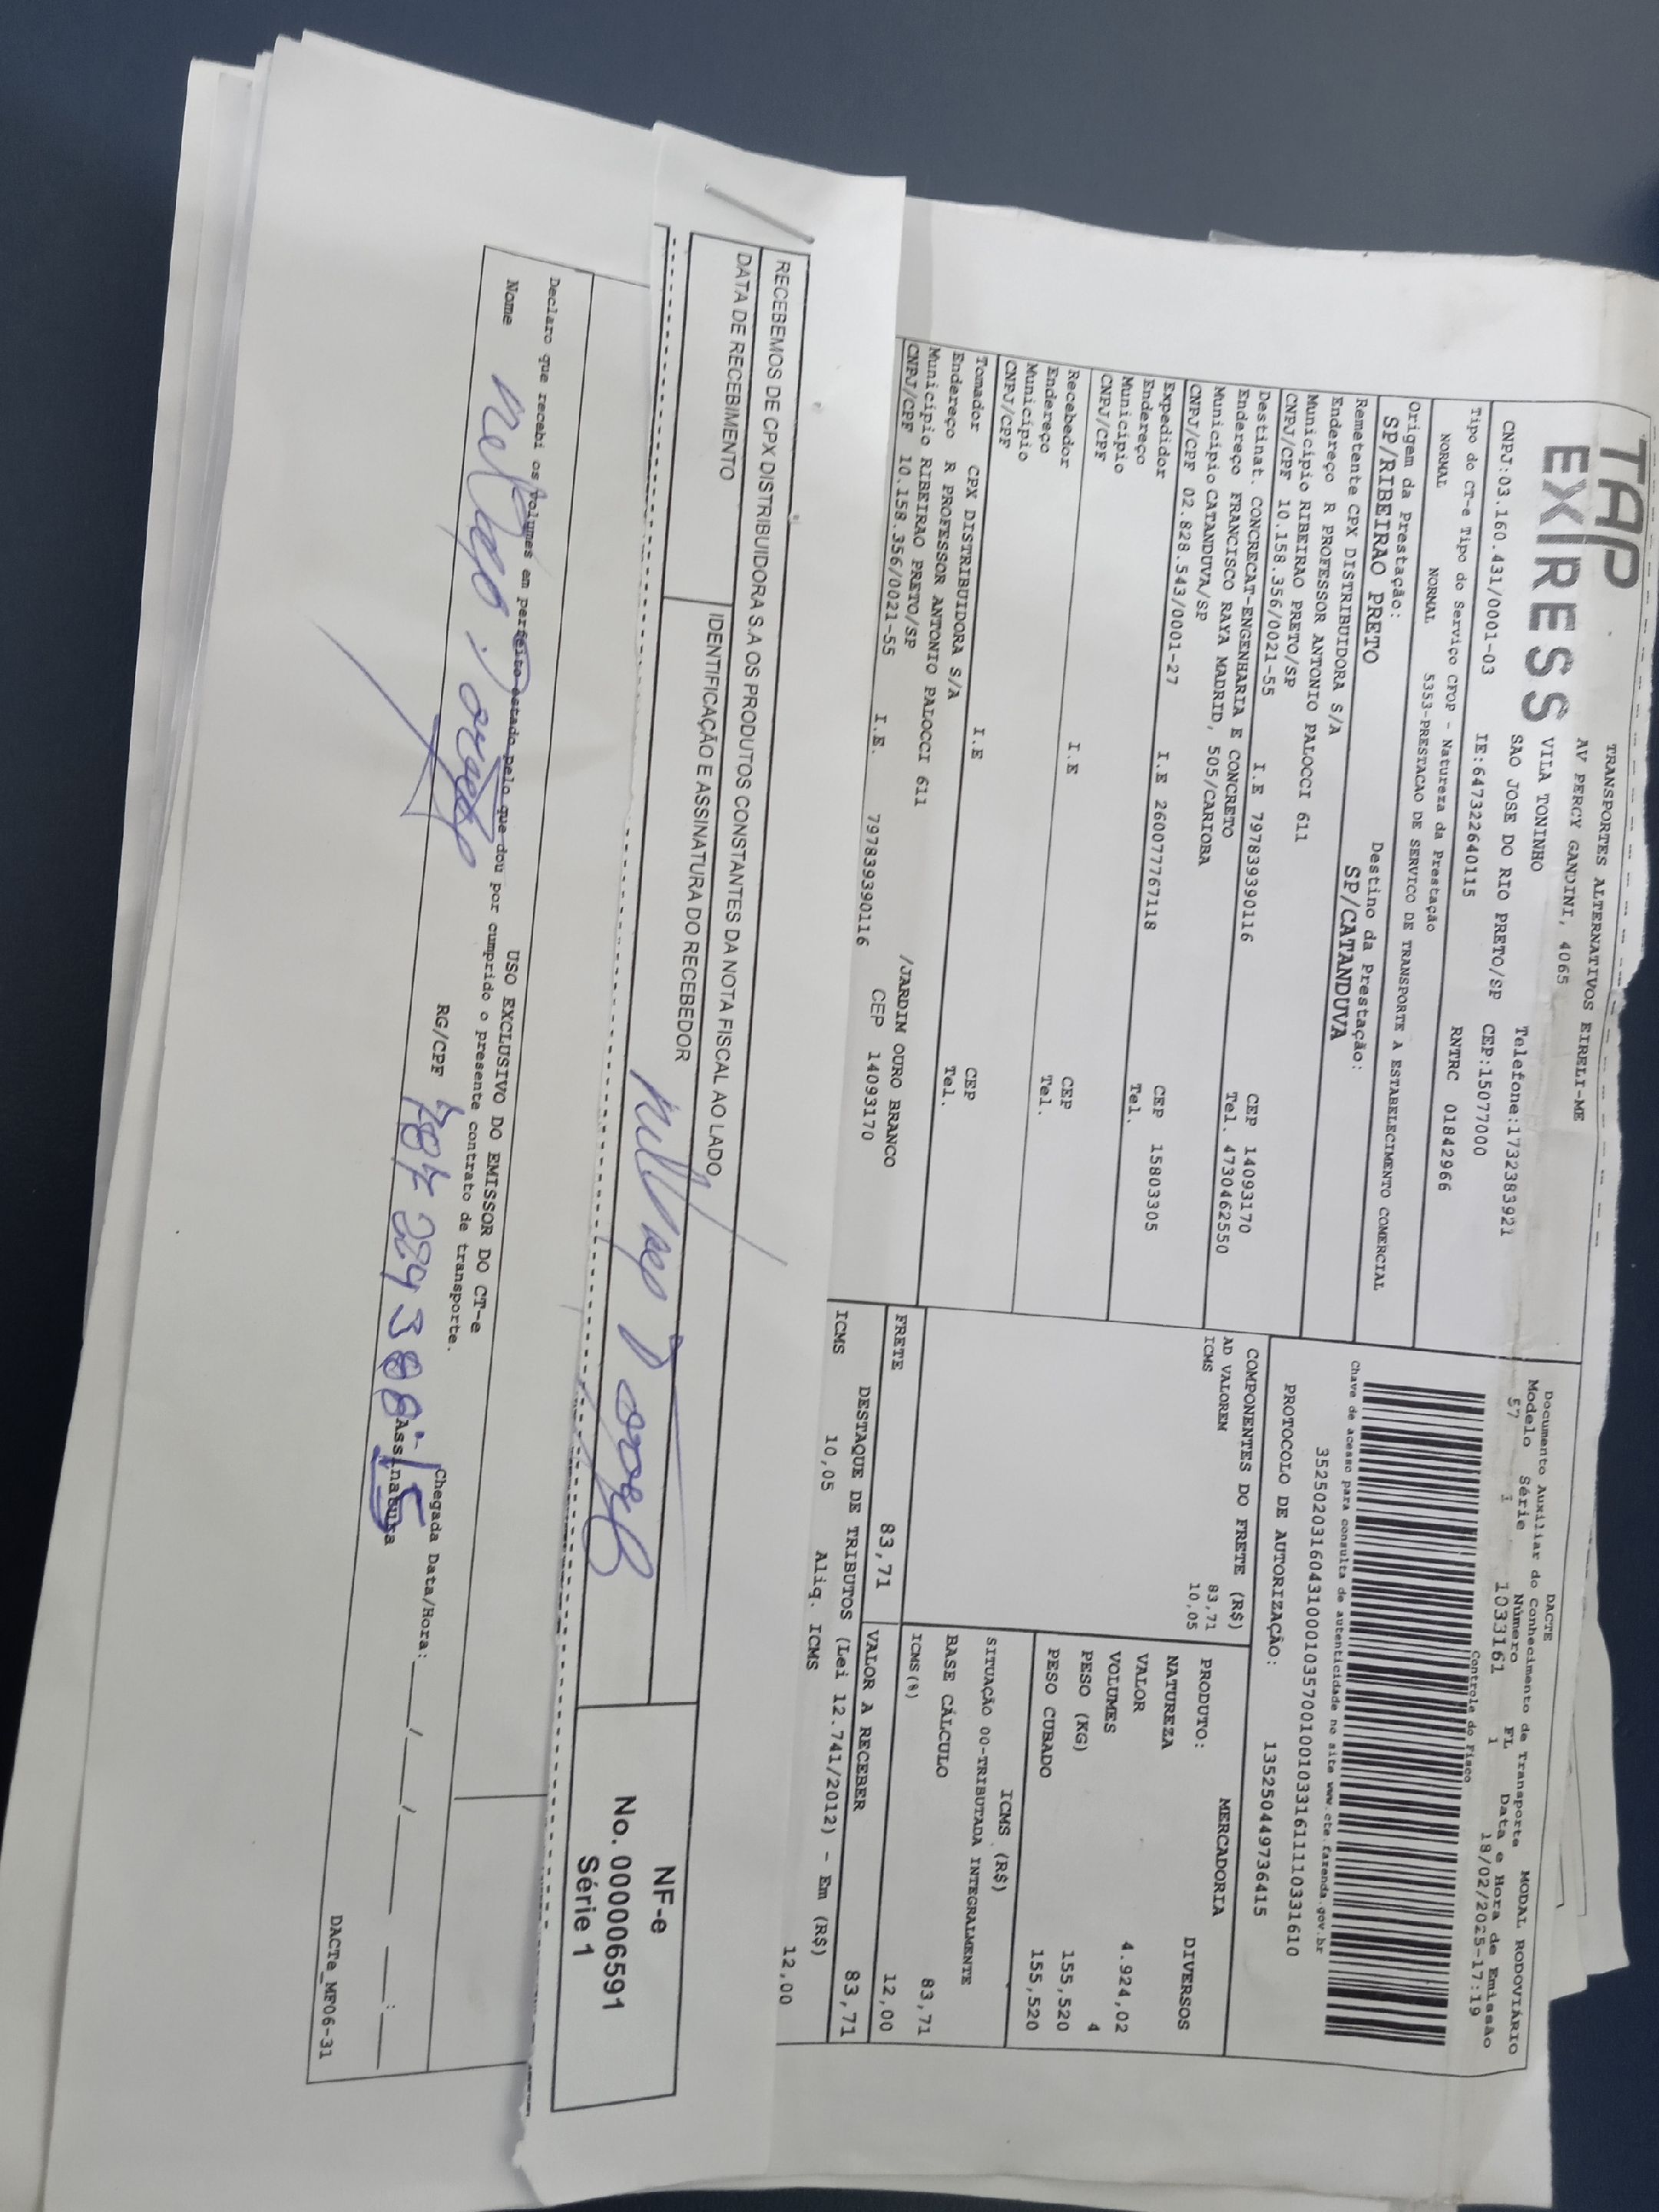 TAP
EXPRESS
TRANSPORTES ALTERNATIVOS EIRELI-ME
AV PERCY GANDINI, 4065
VILA TONINHO
SAO JOSE DO RIO PRETO/SP Telefone:1732383921
CNPJ:03.160.431/0001-03 IE:647322640115 CEP:15077000
Tipo do CT-e Tipo do Serviço CFOP - Natureza da Prestação RNTRC 01842966
NORMAL NORMAL 5353-PRESTACAO DE SERVICO DE TRANSPORTE A ESTABELECIMENTO COMERCIAL
Origem da Prestação: Destino da Prestação:
SP/RIBEIRAO PRETO SP/CATANDUVA
DACTE
Documento Auxiliar do Conhecimento de Transporte MODAL RODOVIÁRIO
Modelo Série Número FL Data e Hora de Emissão
57 1 1033161 1 18/02/2025-17:19
Controle do Fisco
Chave de acesso para consulta de autenticidade no site www.cte.fazenda.gov.br
35250203160431000103570010010331611110331610
PROTOCOLO DE AUTORIZAÇÃO: 135250449736415
Remetente CPX DISTRIBUIDORA S/A
Endereço R PROFESSOR ANTONIO PALOCCI 611
Município RIBEIRAO PRETO/SP CEP 14093170
CNPJ/CPF 10.158.356/0021-55 I.E 797839390116 Tel. 4730462550
Destinat. CONCRECAT-ENGENHARIA E CONCRETO
Endereço FRANCISCO RAYA MADRID, 505/CARIOBA
Município CATANDUVA/SP CEP 15803305
CNPJ/CPF 02.828.543/0001-27 I.E 260077767118 Tel.
Expedidor
Endereço
Município CEP
CNPJ/CPF I.E Tel.
Recebedor
Endereço
Município CEP
CNPJ/CPF I.E Tel.
Tomador CPX DISTRIBUIDORA S/A
Endereço R PROFESSOR ANTONIO PALOCCI 611 /JARDIM OURO BRANCO
Município RIBEIRAO PRETO/SP CEP 14093170
CNPJ/CPF 10.158.356/0021-55 I.E. 797839390116
COMPONENTES DO FRETE (R$)
AD VALOREM 83,71
ICMS 10,05
PRODUTO: MERCADORIA
NATUREZA DIVERSOS
VALOR 4.924,02
VOLUMES 4
PESO (KG) 155,520
PESO CUBADO 155,520
ICMS (R$)
SITUAÇÃO 00-TRIBUTADA INTEGRALMENTE
BASE CÁLCULO 83,71
ICMS(%) 12,00
FRETE 83,71 VALOR A RECEBER 83,71
DESTAQUE DE TRIBUTOS (Lei 12.741/2012) - Em (R$)
ICMS 10,05 Aliq. ICMS 12,00
RECEBEMOS DE CPX DISTRIBUIDORA S.A OS PRODUTOS CONSTANTES DA NOTA FISCAL AO LADO
DATA DE RECEBIMENTO IDENTIFICAÇÃO E ASSINATURA DO RECEBEDOR
NF-e
No. 000006591
Série 1
USO EXCLUSIVO DO EMISSOR DO CT-e
Declaro que recebi os volumes em perfeito estado pelo que dou por cumprido o presente contrato de transporte.
Nome RG/CPF Chegada Data/Hora: ___/___/_____ ___:___
Assinatura
DACTe_MF06-31